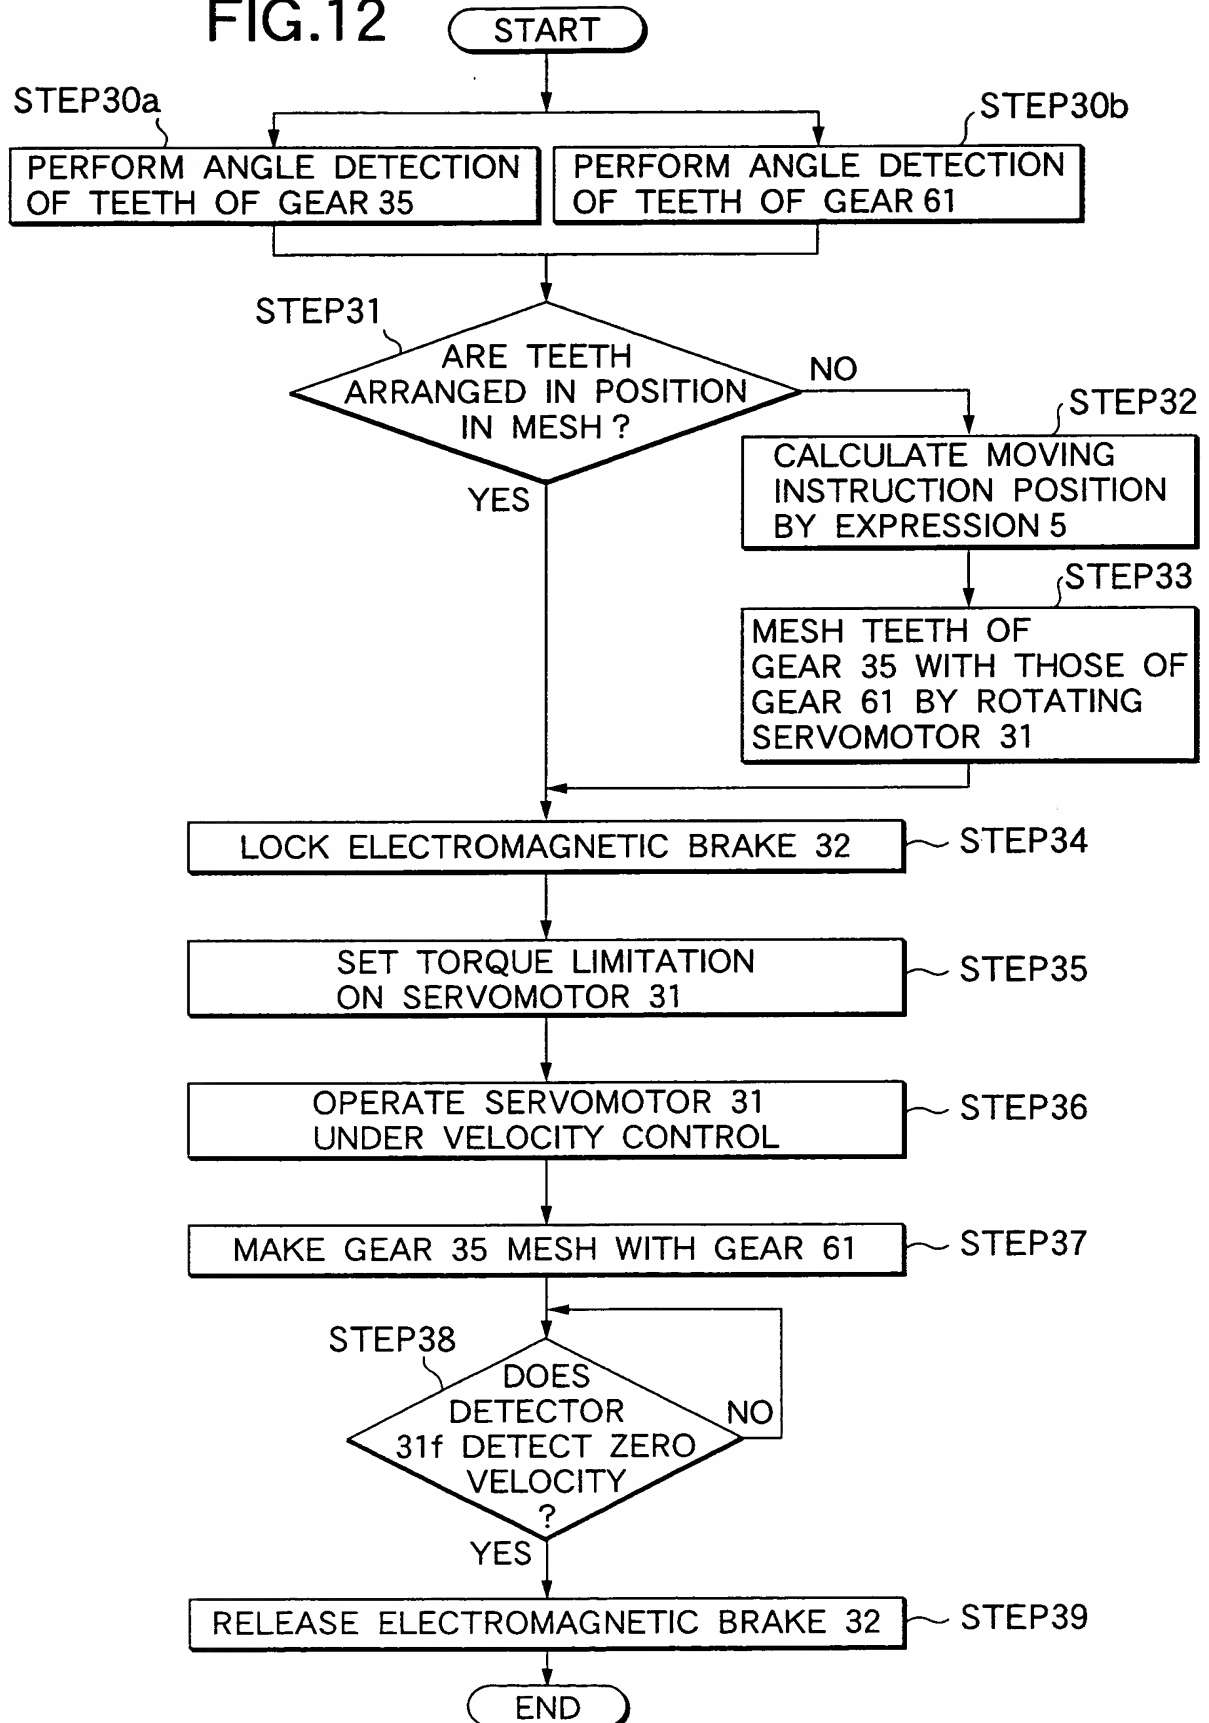 FIG.12
START
STEP30a
STEP30b
PERFORM ANGLE DETECTION
OF TEETH OF GEAR 35
PERFORM ANGLE DETECTION
OF TEETH OF GEAR 61
STEP31
ARE TEETH
ARRANGED IN POSITION
IN MESH ?
NO
YES
STEP32
CALCULATE MOVING
INSTRUCTION POSITION
BY EXPRESSION 5
STEP33
MESH TEETH OF
GEAR 35 WITH THOSE OF
GEAR 61 BY ROTATING
SERVOMOTOR 31
LOCK ELECTROMAGNETIC BRAKE 32
STEP34
SET TORQUE LIMITATION
ON SERVOMOTOR 31
STEP35
OPERATE SERVOMOTOR 31
UNDER VELOCITY CONTROL
STEP36
MAKE GEAR 35 MESH WITH GEAR 61
STEP37
STEP38
DOES
DETECTOR
31f DETECT ZERO
VELOCITY
?
NO
YES
RELEASE ELECTROMAGNETIC BRAKE 32
STEP39
END